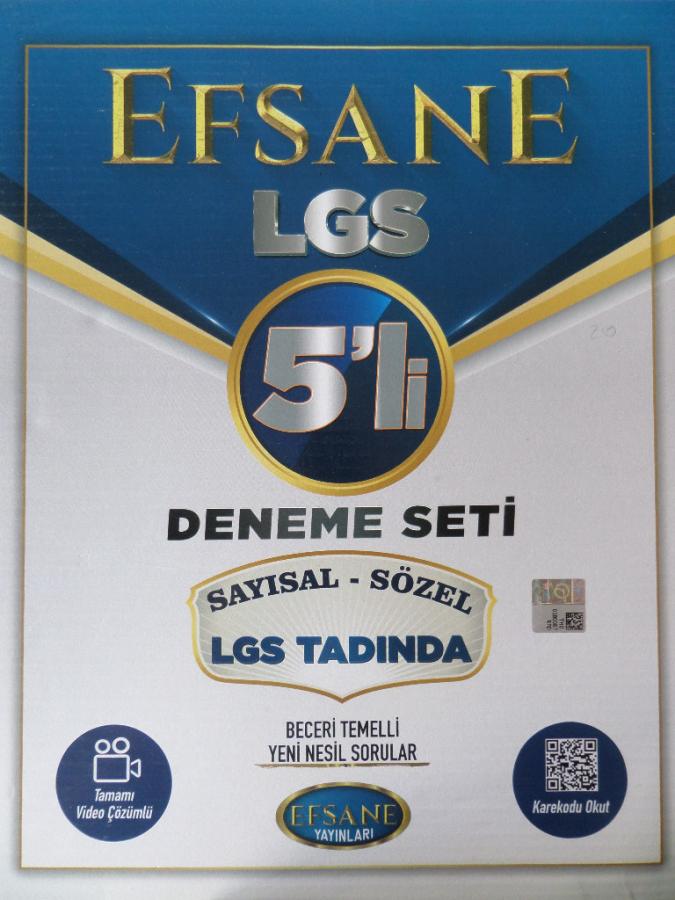 EFSANE
LGS
5'li
DENEME SETİ
SAYISAL - SÖZEL
LGS TADINDA
BECERİ TEMELLİ
YENİ NESİL SORULAR
Tamamı
Video Çözümlü
EFSANE
YAYINLARI
Karekodu Okut